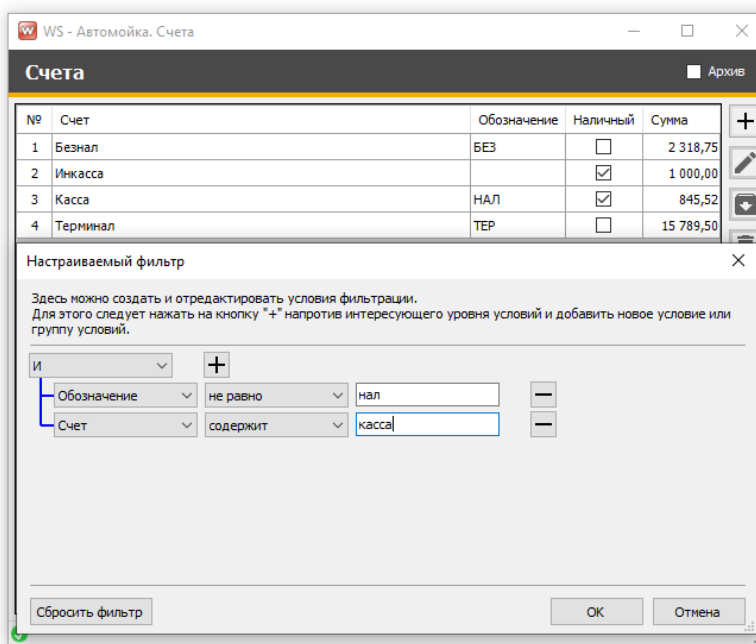 WS - Автомойка. Счета
Счета
Архив
№ Счет Обозначение Наличный Сумма
1 Безнал БЕЗ 2 318,75
2 Инкасса 1 000,00
3 Касса НАЛ 845,52
4 Терминал ТЕР 15 789,50
Настраиваемый фильтр
Здесь можно создать и отредактировать условия фильтрации.
Для этого следует нажать на кнопку "+" напротив интересующего уровня условий и добавить новое условие или
группу условий.
И
Обозначение не равно нал
Счет содержит касса
Сбросить фильтр OK Отмена